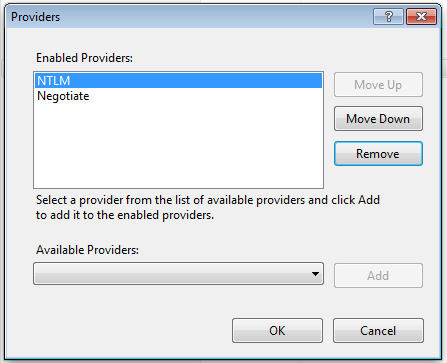 Providers
Enabled Providers:
NTLM
Negotiate
Move Up
Move Down
Remove
Select a provider from the list of available providers and click Add
to add it to the enabled providers.
Available Providers:
Add
OK
Cancel